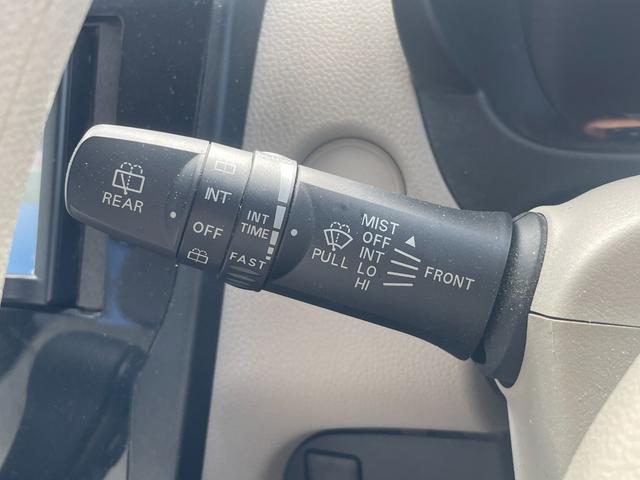 REAR
INT
OFF
INT
TIME
FAST
PULL
MIST
OFF
INT
LO
HI
FRONT